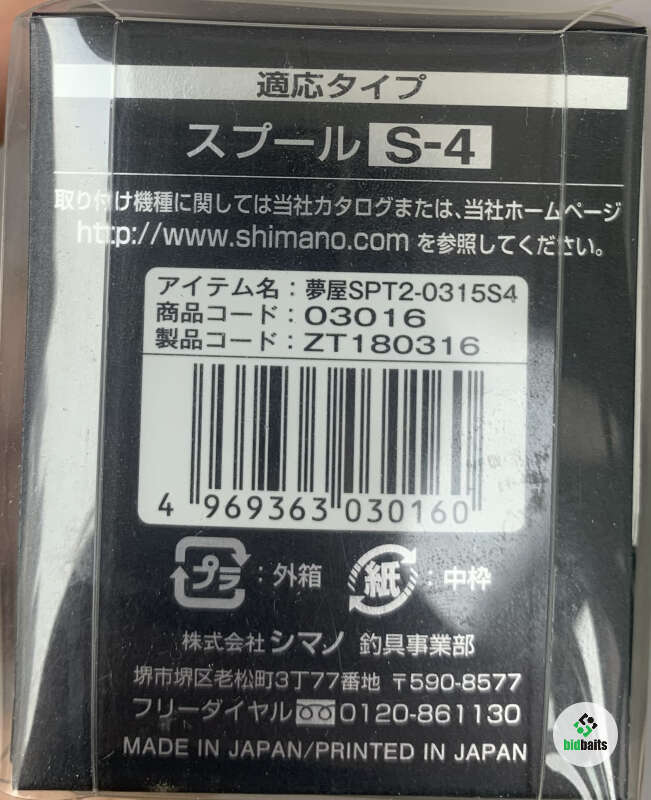 適応タイプ
スプール S-4
取り付け機種に関しては当社カタログまたは、当社ホームページ
http://www.shimano.com を参照してください。
アイテム名：夢屋SPT2-0315S4
商品コード：03016
製品コード：ZT180316
4 969363 030160
プラ：外箱 紙：中枠
株式会社シマノ 釣具事業部
堺市堺区老松町3丁77番地 〒590-8577
フリーダイヤル 0120-861130
MADE IN JAPAN/PRINTED IN JAPAN
bidbaits